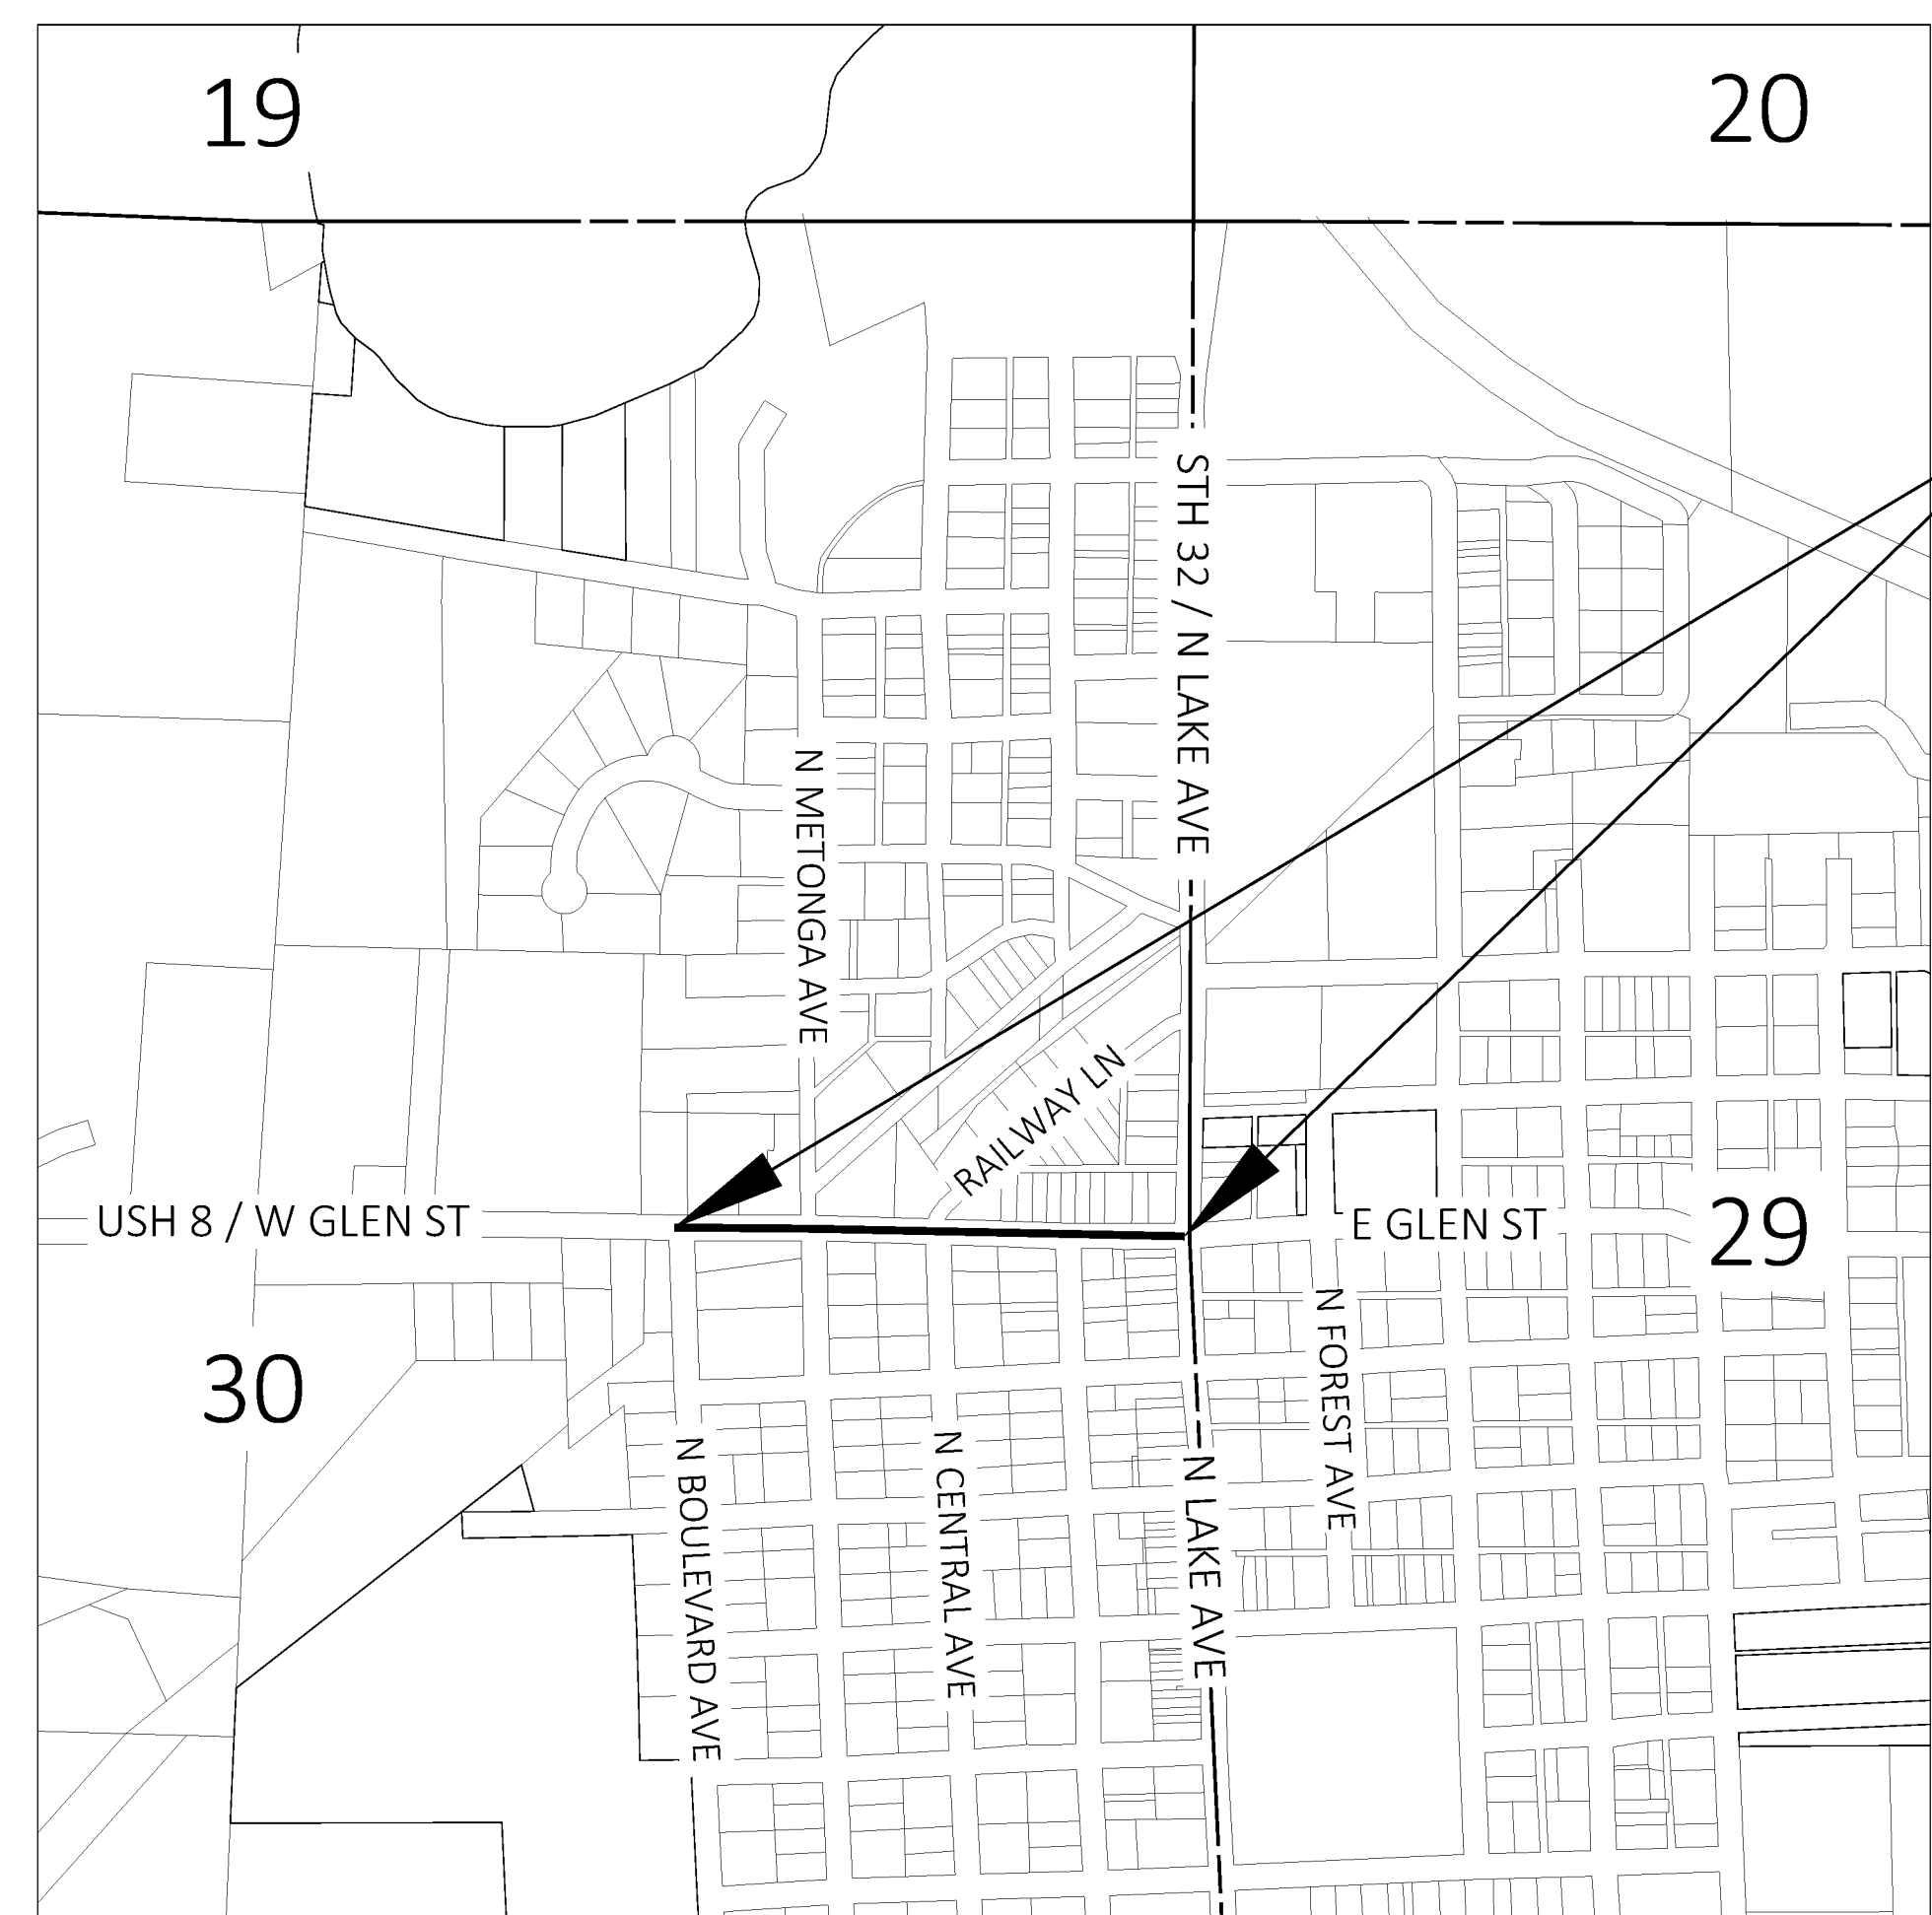 19
20
STH 32 / N LAKE AVE
N METONGA AVE
RAILWAY LN
USH 8 / W GLEN ST
E GLEN ST
29
30
N FOREST AVE
N BOULEVARD AVE
N CENTRAL AVE
N LAKE AVE